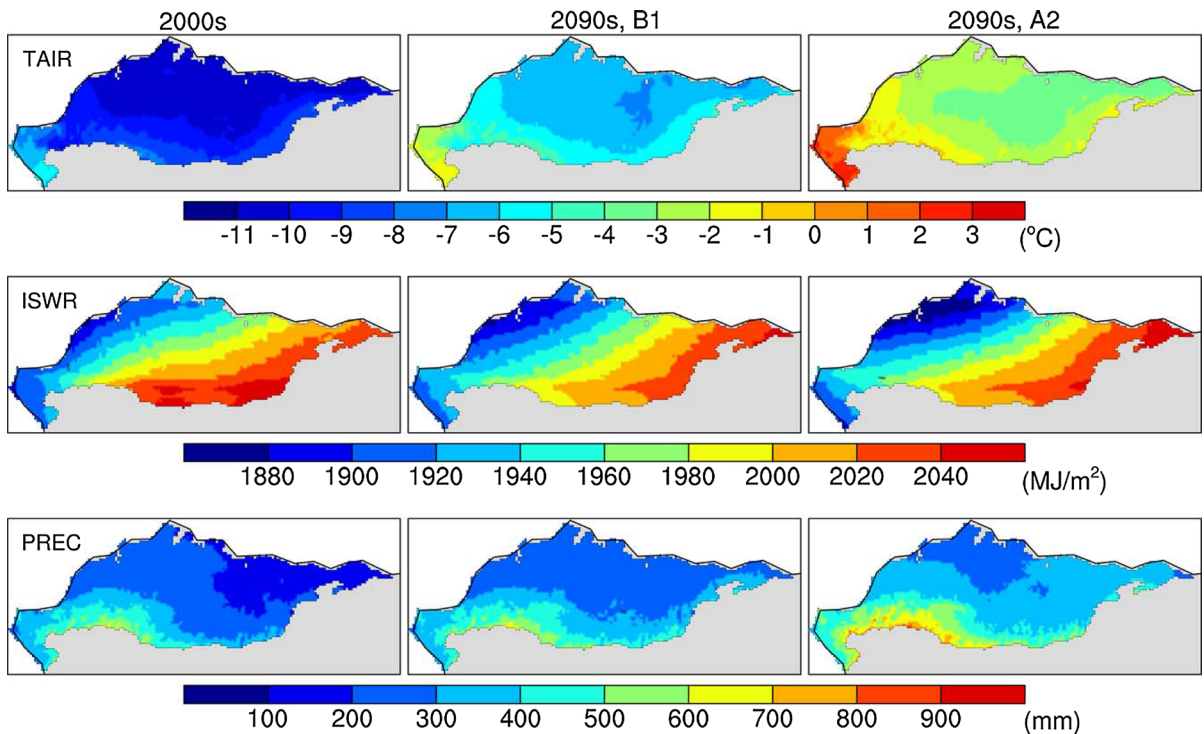 2000s 2090s, B1 2090s, A2
TAIR
-11 -10 -9 -8 -7 -6 -5 -4 -3 -2 -1 0 1 2 3 (°C)
ISWR
1880 1900 1920 1940 1960 1980 2000 2020 2040 (MJ/m²)
PREC
100 200 300 400 500 600 700 800 900 (mm)